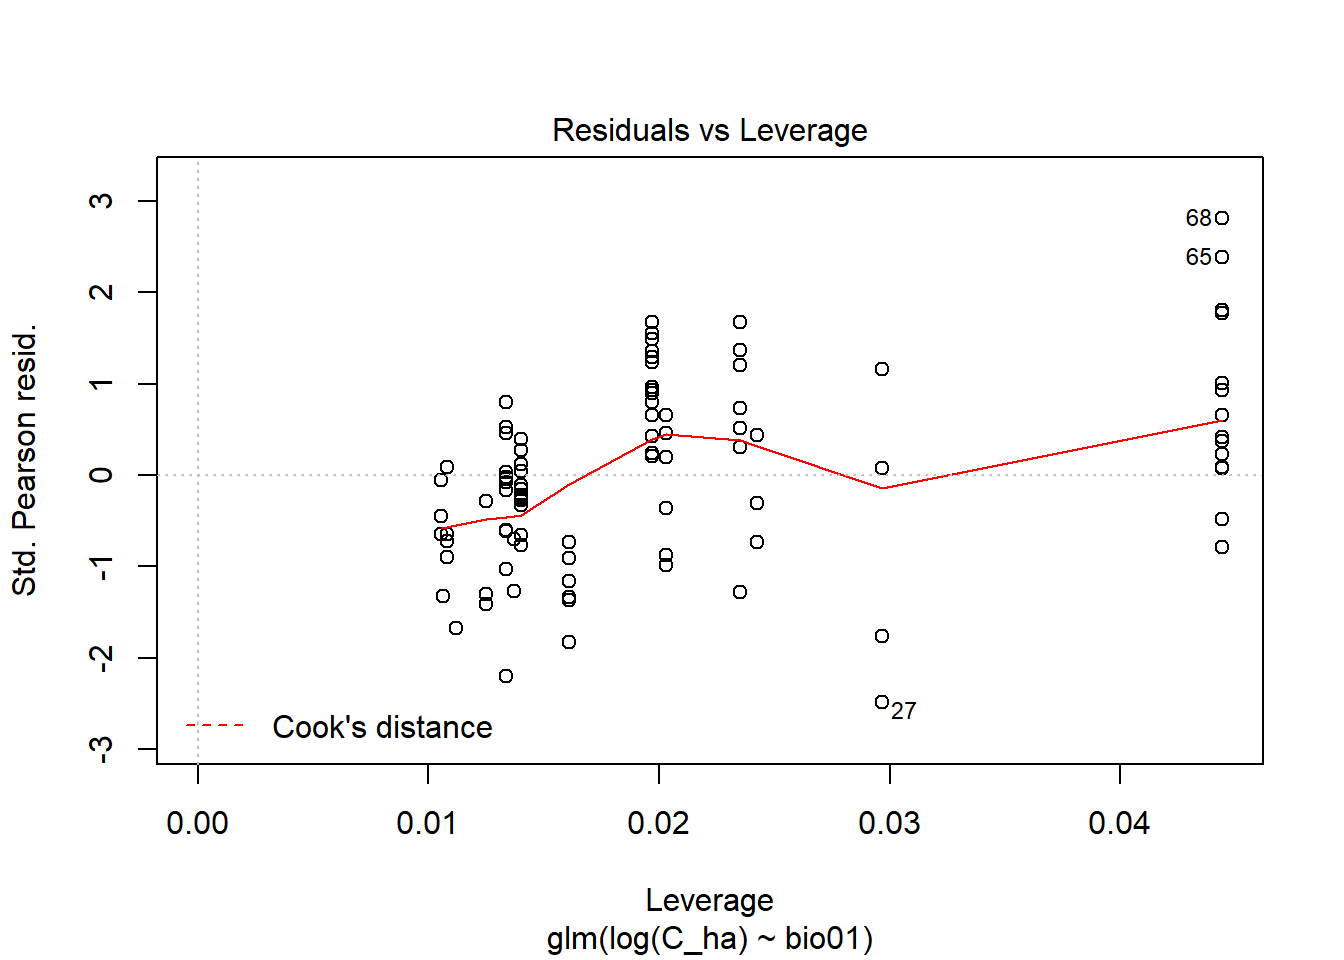 Residuals vs Leverage
Std. Pearson resid.
3
2
1
0
-1
-2
-3
68
65
27
Cook's distance
0.00 0.01 0.02 0.03 0.04
Leverage
glm(log(C_ha) ~ bio01)